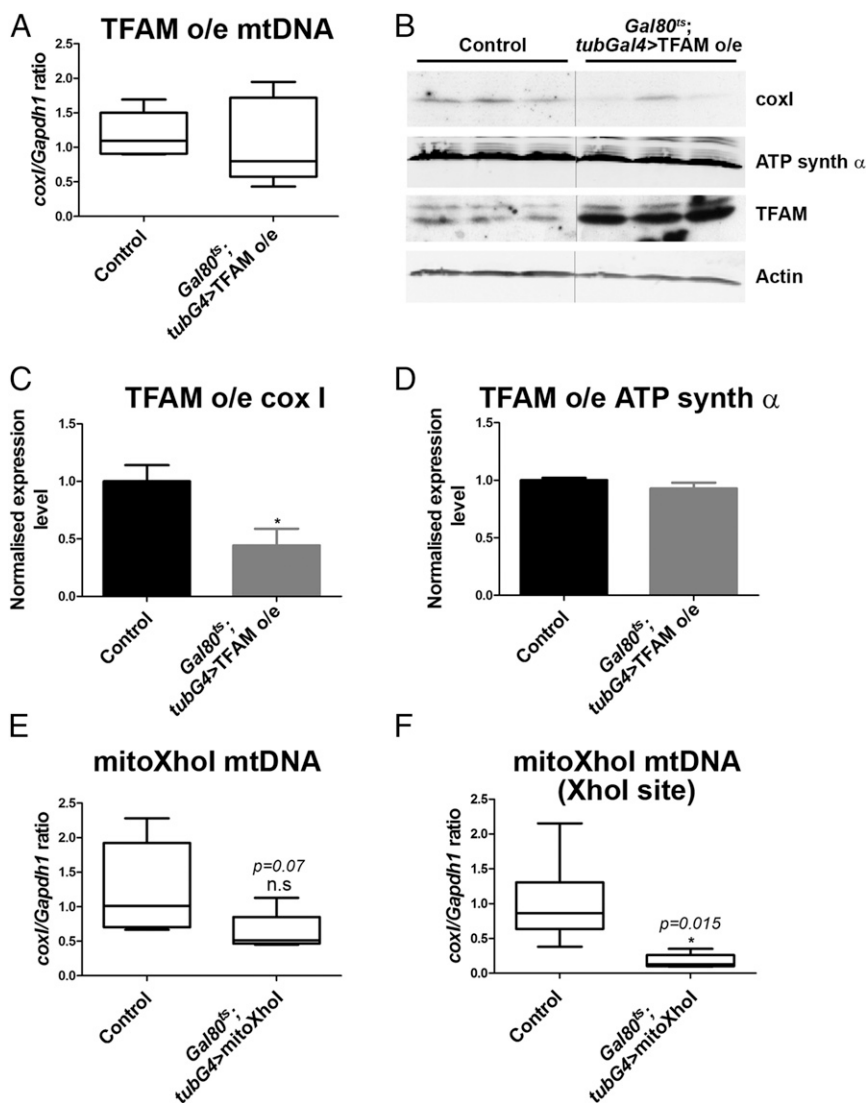 A
TFAM o/e mtDNA
coxI/Gapdh1 ratio
2.5
2.0
1.5
1.0
0.5
0.0
Control
Gal80ts;
tubG4>TFAM o/e
B
Control
Gal80ts;
tubGal4>TFAM o/e
coxI
ATP synth α
TFAM
Actin
C
TFAM o/e cox I
Normalised expression
level
1.5
1.0
0.5
0.0
*
Control
Gal80ts;
tubG4>TFAM o/e
D
TFAM o/e ATP synth α
Normalised expression
level
1.5
1.0
0.5
0.0
Control
Gal80ts;
tubG4>TFAM o/e
E
mitoXhoI mtDNA
coxI/Gapdh1 ratio
2.5
2.0
1.5
1.0
0.5
0.0
p=0.07
n.s
Control
Gal80ts;
tubG4>mitoXhoI
F
mitoXhoI mtDNA
(XhoI site)
coxI/Gapdh1 ratio
2.5
2.0
1.5
1.0
0.5
0.0
p=0.015
*
Control
Gal80ts;
tubG4>mitoXhoI